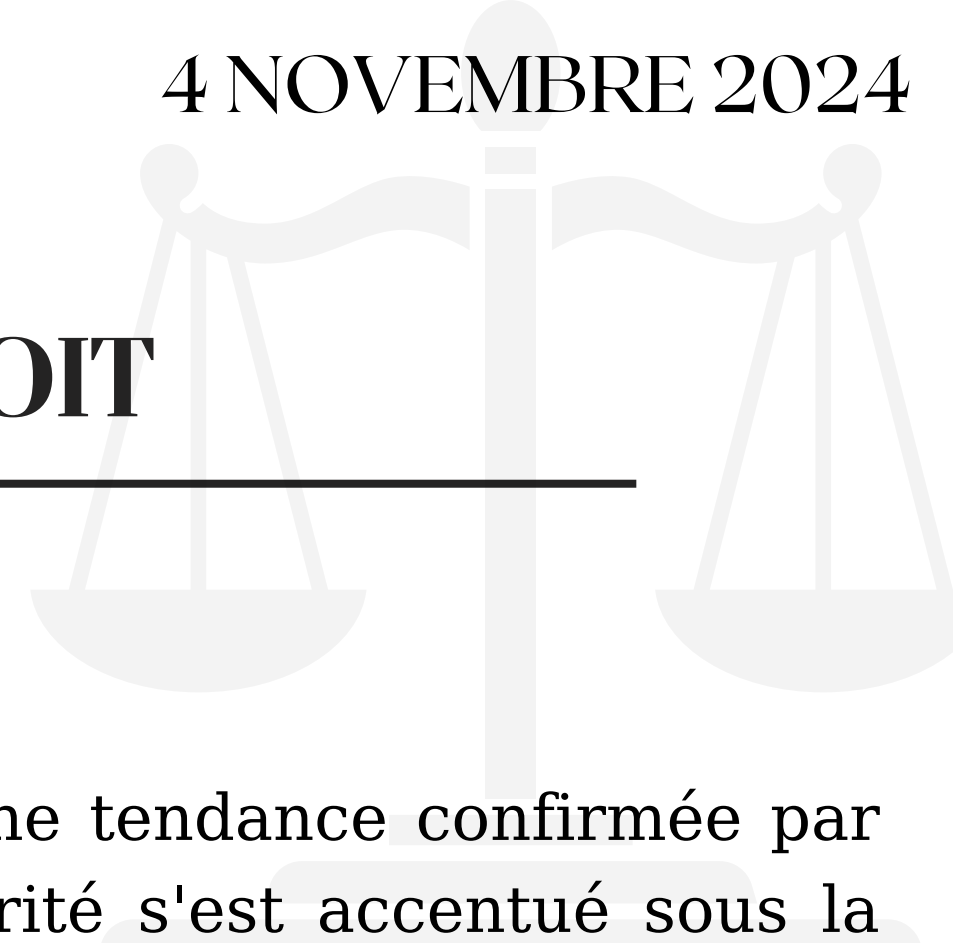 4 NOVEMBRE 2024
OIT
ne tendance confirmée par
rité s'est accentué sous la